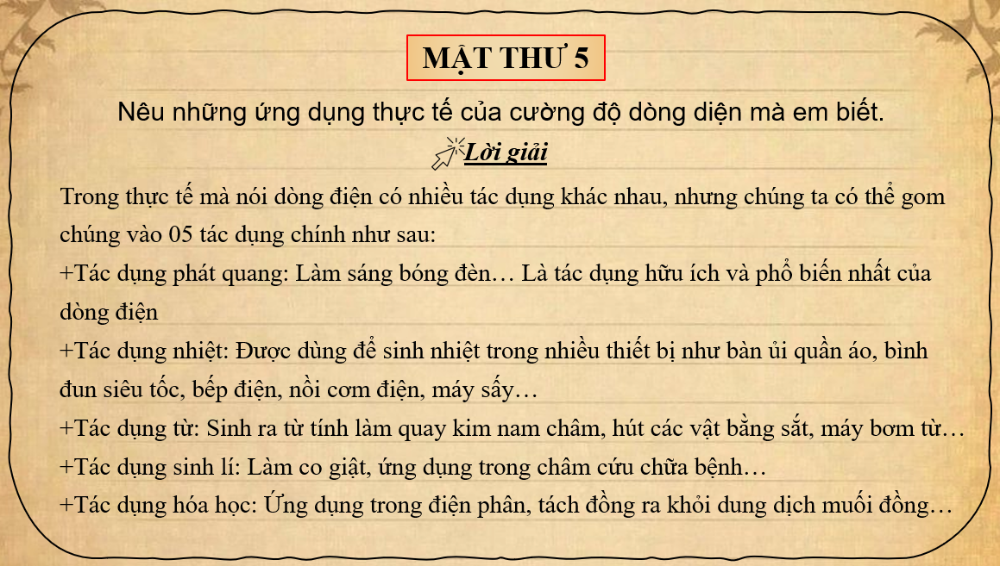 MẬT THƯ 5
Nêu những ứng dụng thực tế của cường độ dòng diện mà em biết.
Lời giải
Trong thực tế mà nói dòng điện có nhiều tác dụng khác nhau, nhưng chúng ta có thể gom
chúng vào 05 tác dụng chính như sau:
+Tác dụng phát quang: Làm sáng bóng đèn… Là tác dụng hữu ích và phổ biến nhất của
dòng điện
+Tác dụng nhiệt: Được dùng để sinh nhiệt trong nhiều thiết bị như bàn ủi quần áo, bình
đun siêu tốc, bếp điện, nồi cơm điện, máy sấy…
+Tác dụng từ: Sinh ra từ tính làm quay kim nam châm, hút các vật bằng sắt, máy bơm từ…
+Tác dụng sinh lí: Làm co giật, ứng dụng trong châm cứu chữa bệnh…
+Tác dụng hóa học: Ứng dụng trong điện phân, tách đồng ra khỏi dung dịch muối đồng…